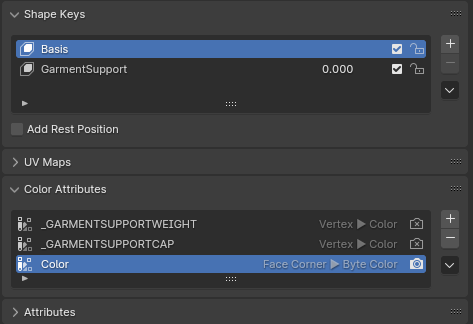 Shape Keys
Basis
GarmentSupport 0.000
Add Rest Position
UV Maps
Color Attributes
_GARMENTSUPPORTWEIGHT Vertex ▶ Color
_GARMENTSUPPORTCAP Vertex ▶ Color
Color Face Corner ▶ Byte Color
Attributes